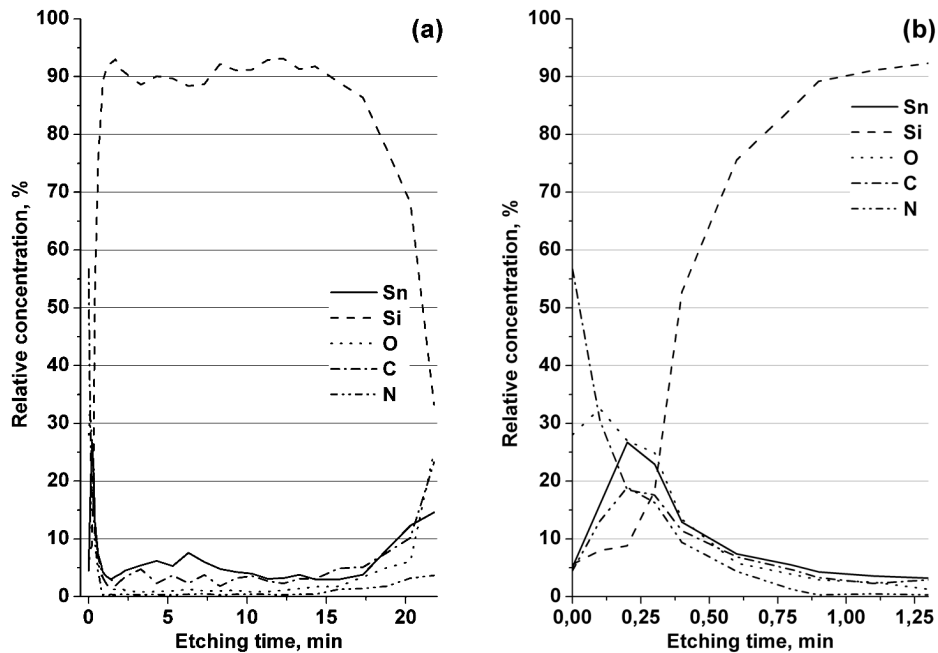 (a)
Relative concentration, %
100
90
80
70
60
50
40
30
20
10
0
Sn
Si
O
C
N
0 5 10 15 20
Etching time, min
(b)
Relative concentration, %
100
90
80
70
60
50
40
30
20
10
0
Sn
Si
O
C
N
0,00 0,25 0,50 0,75 1,00 1,25
Etching time, min